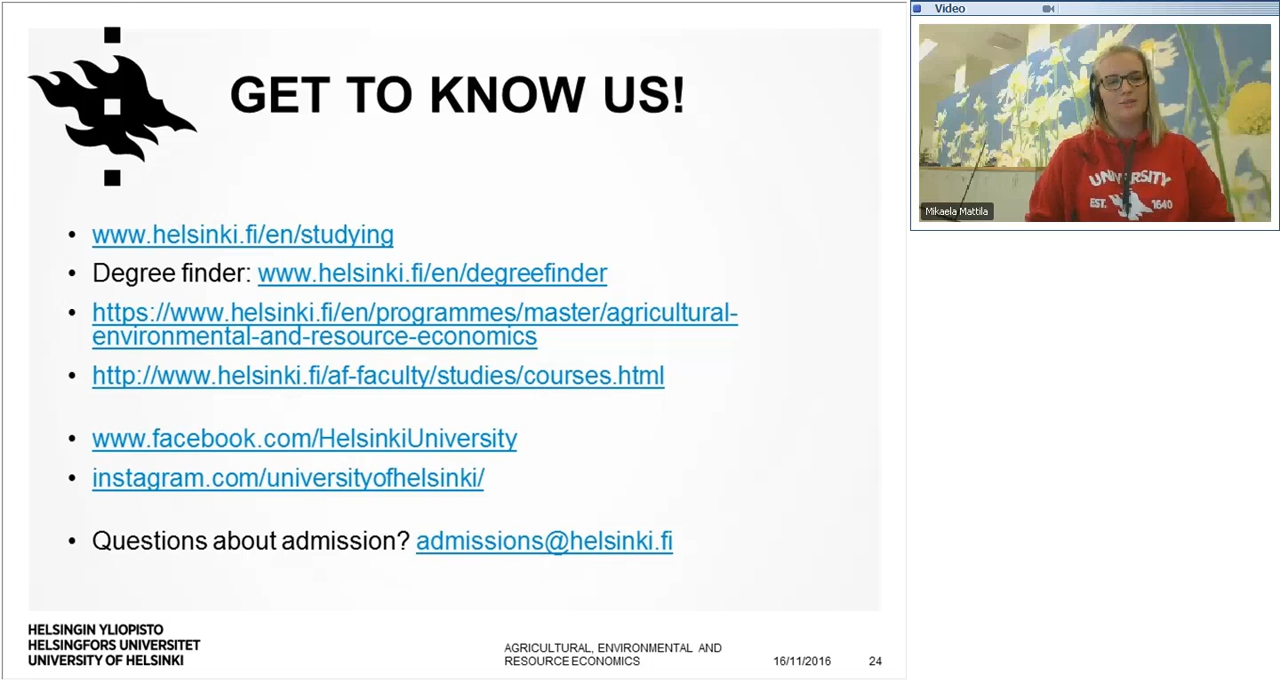 GET TO KNOW US!
• www.helsinki.fi/en/studying
• Degree finder: www.helsinki.fi/en/degreefinder
• https://www.helsinki.fi/en/programmes/master/agricultural-
environmental-and-resource-economics
• http://www.helsinki.fi/af-faculty/studies/courses.html
• www.facebook.com/HelsinkiUniversity
• instagram.com/universityofhelsinki/
• Questions about admission? admissions@helsinki.fi
HELSINGIN YLIOPISTO
HELSINGFORS UNIVERSITET
UNIVERSITY OF HELSINKI
AGRICULTURAL, ENVIRONMENTAL AND
RESOURCE ECONOMICS
16/11/2016
24
Video
UNIVERSITY
EST. 1640
Mikaela Mattila